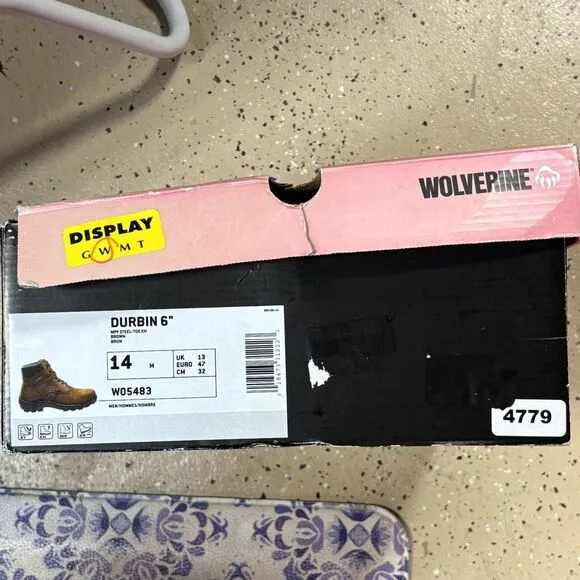 WOLVERINE
DISPLAY
G W M T
DURBIN 6"
WPF STEEL-TOE EH
BROWN
BRUN
14 M
UK 13
EURO 47
CM 32
W05483
MEN/HOMMES/HOMBRE
4779